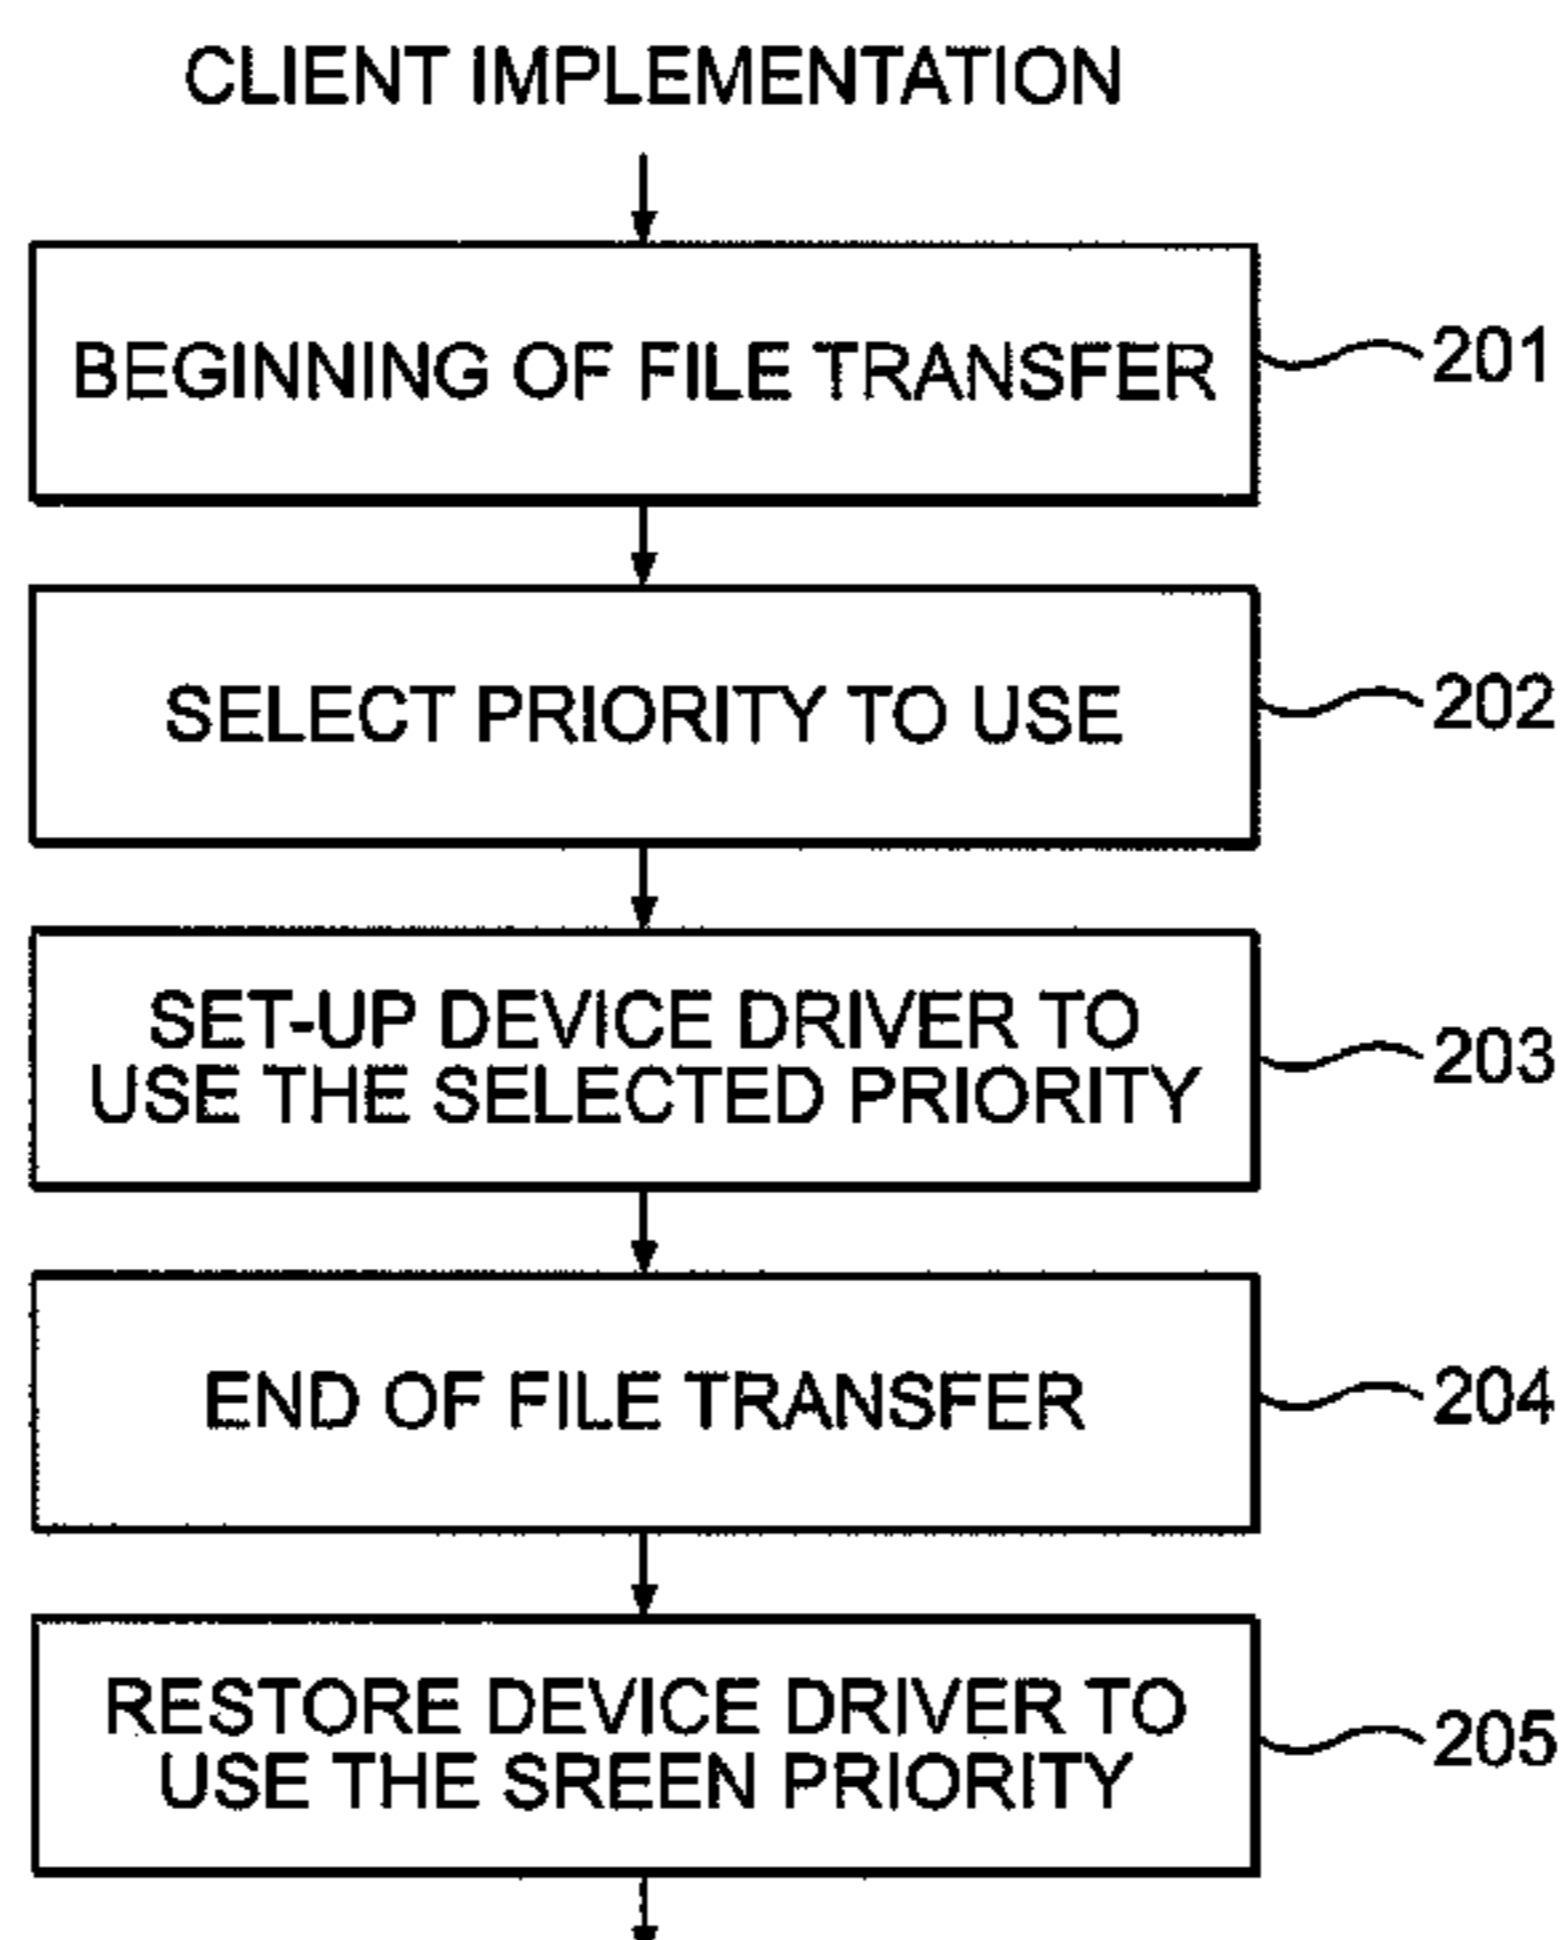 CLIENT IMPLEMENTATION
BEGINNING OF FILE TRANSFER
201
SELECT PRIORITY TO USE
202
SET-UP DEVICE DRIVER TO
USE THE SELECTED PRIORITY
203
END OF FILE TRANSFER
204
RESTORE DEVICE DRIVER TO
USE THE SREEN PRIORITY
205